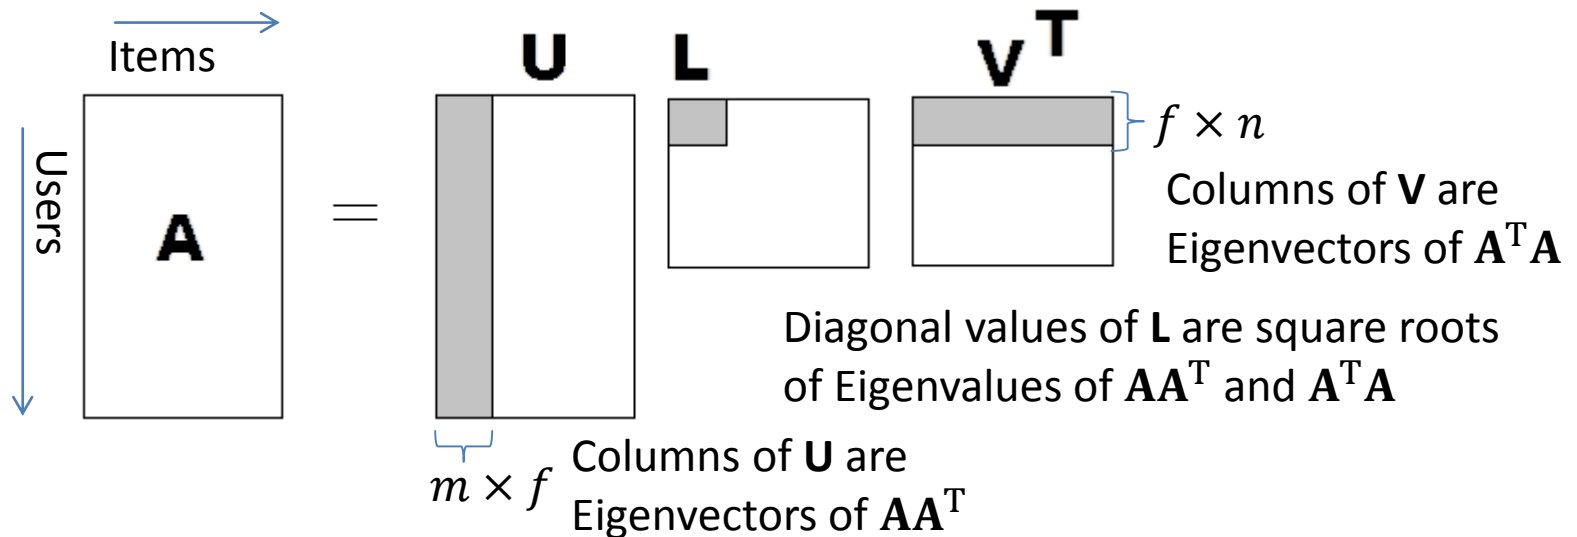 Items
Users
A
=
U
L
V^T
f × n
Columns of V are
Eigenvectors of A^T A
Diagonal values of L are square roots
of Eigenvalues of AA^T and A^T A
m × f
Columns of U are
Eigenvectors of AA^T